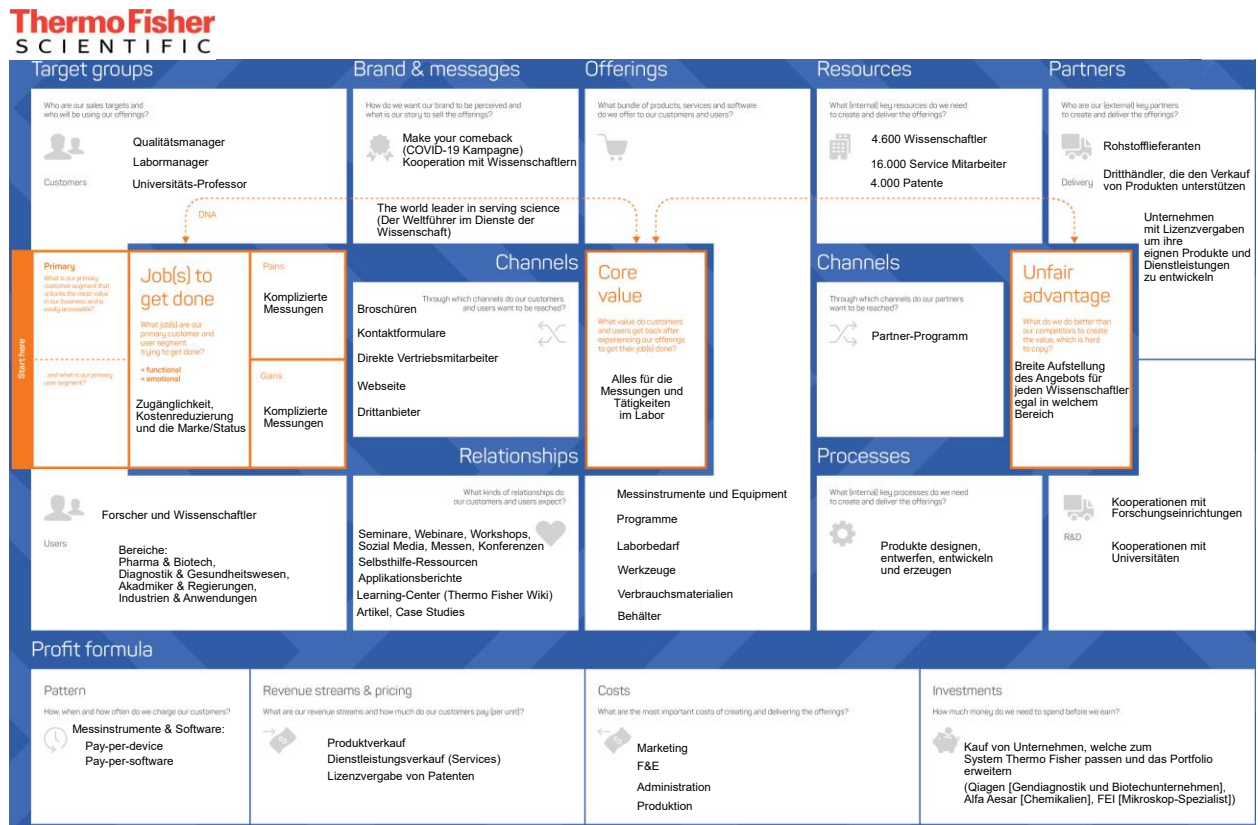 ThermoFisher
SCIENTIFIC
Target groups
Who are our sales targets and
who will be using our offerings?
Qualitätsmanager
Labormanager
Customers
Universitäts-Professor
DNA
Brand & messages
How do we want our brand to be perceived and
what is our story to sell the offerings?
Make your comeback
(COVID-19 Kampagne)
Kooperation mit Wissenschaftlern
The world leader in serving science
(Der Weltführer im Dienste der
Wissenschaft)
Offerings
What bundle of products, services and software
do we offer to our customers and users?
Resources
What (internal) key resources do we need
to create and deliver the offerings?
4.600 Wissenschaftler
16.000 Service Mitarbeiter
4.000 Patente
Partners
Who are our (external) key partners
to create and deliver the offerings?
Rohstofflieferanten
Delivery
Dritthändler, die den Verkauf
von Produkten unterstützen
Unternehmen
mit Lizenzvergaben
um ihre
eignen Produkte und
Dienstleistungen
zu entwickeln
Start here
Primary
What is our primary
customer segment that
unlocks the most value
in our business and is
easily accessible?
...and what is our primary
user segment?
Job(s) to
get done
What job(s) are our
primary customer and
user segment
trying to get done?
+ functional
+ emotional
Zugänglichkeit,
Kostenreduzierung
und die Marke/Status
Pains
Komplizierte
Messungen
Gains
Komplizierte
Messungen
Channels
Through which channels do our customers
and users want to be reached?
Broschüren
Kontaktformulare
Direkte Vertriebsmitarbeiter
Webseite
Drittanbieter
Core
value
What value do customers
and users get back after
experiencing our offerings
to get their job(s) done?
Alles für die
Messungen und
Tätigkeiten
im Labor
Channels
Through which channels do our partners
want to be reached?
Partner-Programm
Unfair
advantage
What do we do better than
our competitors to create
the value, which is hard
to copy?
Breite Aufstellung
des Angebots für
jeden Wissenschaftler
egal in welchem
Bereich
Users
Forscher und Wissenschaftler
Bereiche:
Pharma & Biotech,
Diagnostik & Gesundheitswesen,
Akadmiker & Regierungen,
Industrien & Anwendungen
Relationships
What kinds of relationships do
our customers and users expect?
Seminare, Webinare, Workshops,
Sozial Media, Messen, Konferenzen
Selbsthilfe-Ressourcen
Applikationsberichte
Learning-Center (Thermo Fisher Wiki)
Artikel, Case Studies
Messinstrumente und Equipment
Programme
Laborbedarf
Werkzeuge
Verbrauchsmaterialien
Behälter
Processes
What (internal) key processes do we need
to create and deliver the offerings?
Produkte designen,
entwerfen, entwickeln
und erzeugen
Kooperationen mit
Forschungseinrichtungen
R&D
Kooperationen mit
Universitäten
Profit formula
Pattern
How, when and how often do we charge our customers?
Messinstrumente & Software:
Pay-per-device
Pay-per-software
Revenue streams & pricing
What are our revenue streams and how much do our customers pay (per unit)?
Produktverkauf
Dienstleistungsverkauf (Services)
Lizenzvergabe von Patenten
Costs
What are the most important costs of creating and delivering the offerings?
Marketing
F&E
Administration
Produktion
Investments
How much money do we need to spend before we earn?
Kauf von Unternehmen, welche zum
System Thermo Fisher passen und das Portfolio
erweitern
(Qiagen [Gendiagnostik und Biotechunternehmen],
Alfa Aesar [Chemikalien], FEI [Mikroskop-Spezialist])